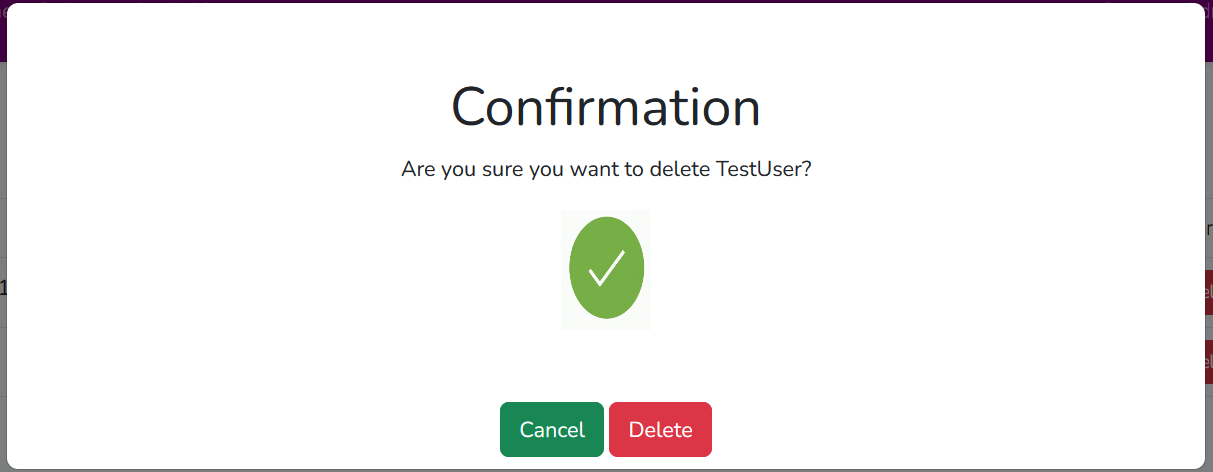 Confirmation
Are you sure you want to delete TestUser?
Cancel Delete